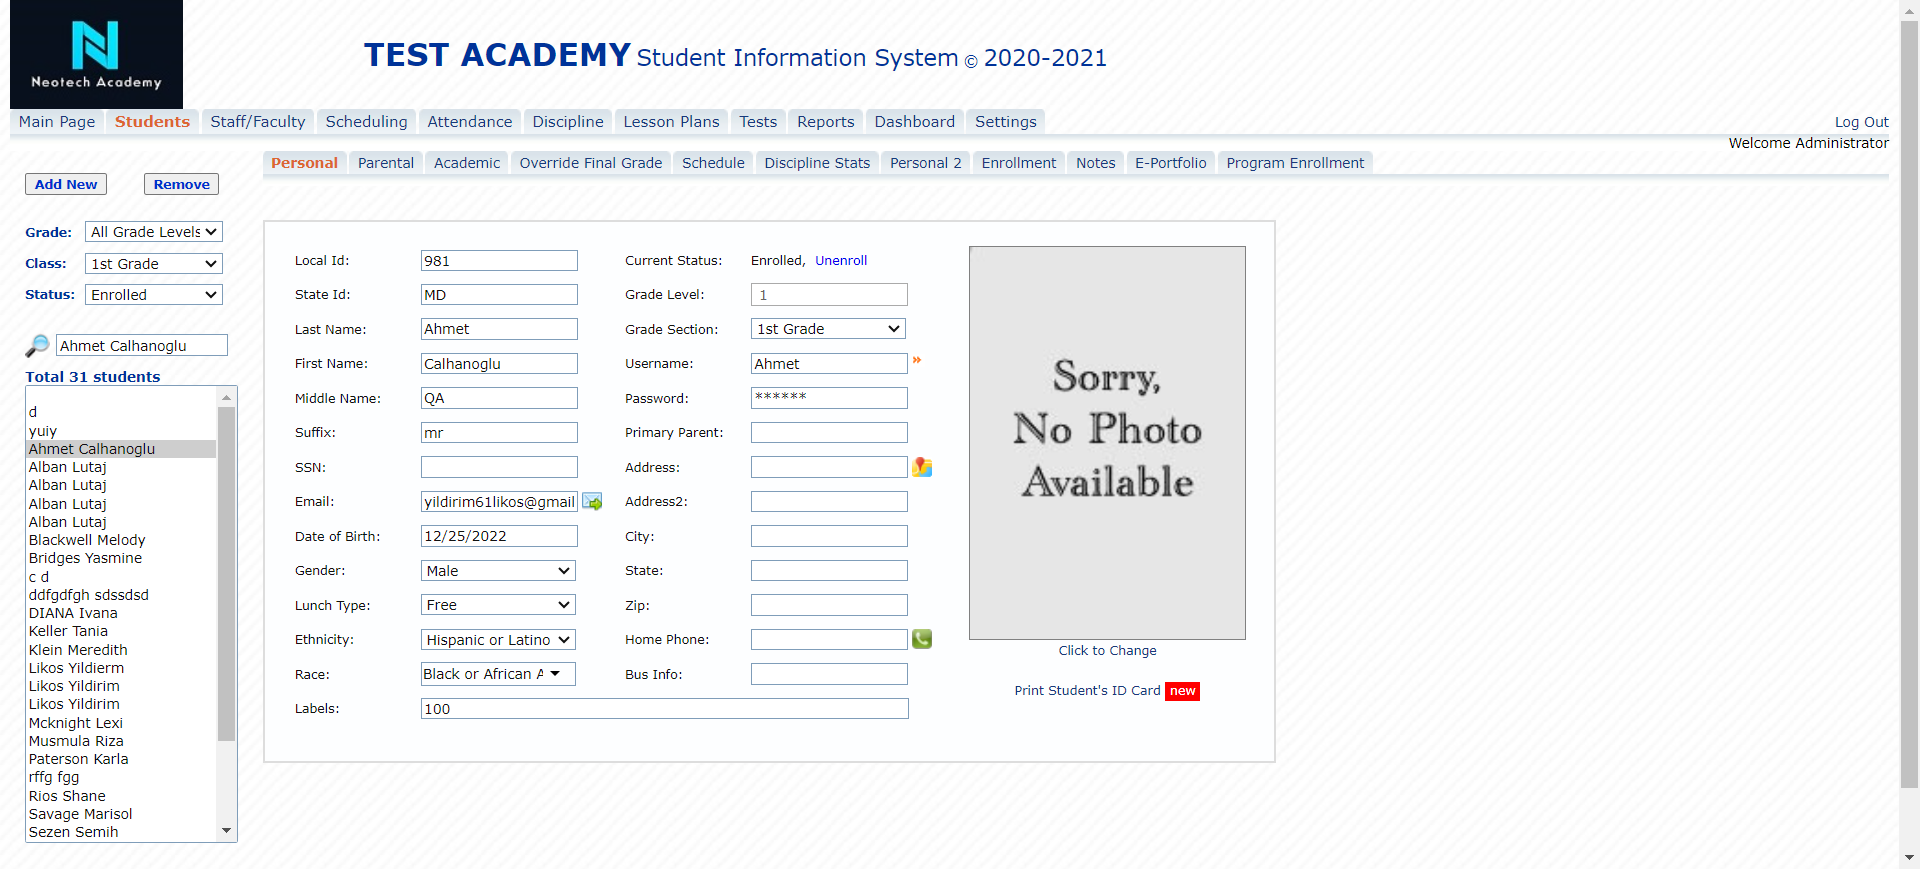 Neotech Academy
TEST ACADEMY Student Information System © 2020-2021
Main Page Students Staff/Faculty Scheduling Attendance Discipline Lesson Plans Tests Reports Dashboard Settings Log Out
Welcome Administrator
Personal Parental Academic Override Final Grade Schedule Discipline Stats Personal 2 Enrollment Notes E-Portfolio Program Enrollment
Add New Remove
Grade: All Grade Levels
Class: 1st Grade
Status: Enrolled
Ahmet Calhanoglu
Total 31 students
d
yuiy
Ahmet Calhanoglu
Alban Lutaj
Alban Lutaj
Alban Lutaj
Alban Lutaj
Blackwell Melody
Bridges Yasmine
c d
ddfgdfgh sdssdsd
DIANA Ivana
Keller Tania
Klein Meredith
Likos Yildierm
Likos Yildirim
Likos Yildirim
Mcknight Lexi
Musmula Riza
Paterson Karla
rffg fgg
Rios Shane
Savage Marisol
Sezen Semih
Local Id: 981 Current Status: Enrolled, Unenroll
State Id: MD Grade Level: 1
Last Name: Ahmet Grade Section: 1st Grade
First Name: Calhanoglu Username: Ahmet »
Middle Name: QA Password: ******
Suffix: mr Primary Parent:
SSN: Address:
Email: yildirim61likos@gmail Address2:
Date of Birth: 12/25/2022 City:
Gender: Male State:
Lunch Type: Free Zip:
Ethnicity: Hispanic or Latino Home Phone:
Race: Black or African A Bus Info:
Labels: 100
Sorry,
No Photo
Available
Click to Change
Print Student's ID Card new